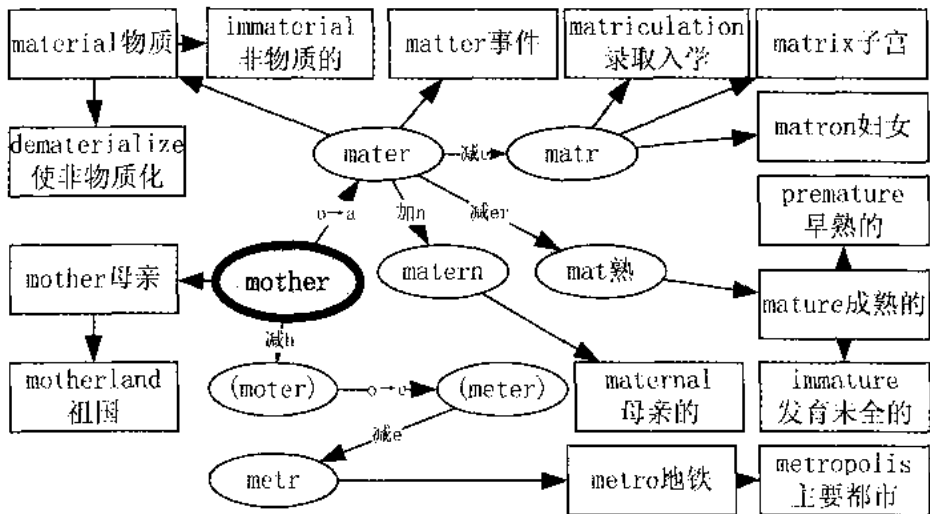 material物质
immaterial
非物质的
matter事件
matriculation
录取入学
matrix子宫
dematerialize
使非物质化
mater
减e
matr
matron妇女
o→a
加n
减er
premature
早熟的
mother母亲
mother
matern
mat熟
mature成熟的
减h
motherland
祖国
(moter)
o→e
(meter)
maternal
母亲的
immature
发育未全的
减e
metr
metro地铁
metropolis
主要都市